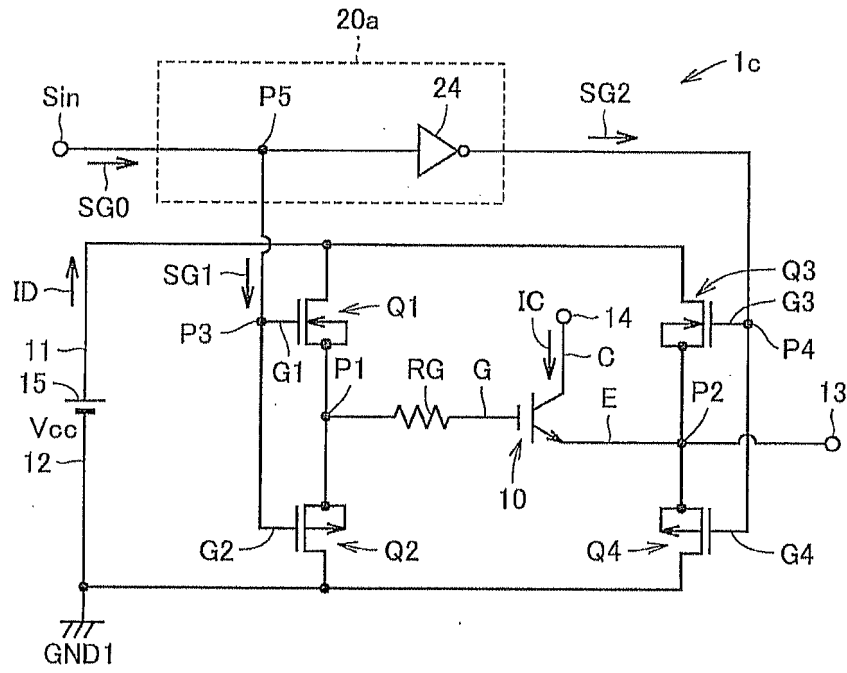 20a
1c
Sin
P5
24
SG2
SG0
SG1
Q3
ID
Q1
IC
14
G3
P3
11
G1
C
P4
15
P1
RG
G
P2
13
Vcc
E
12
10
G2
Q2
Q4
G4
GND1